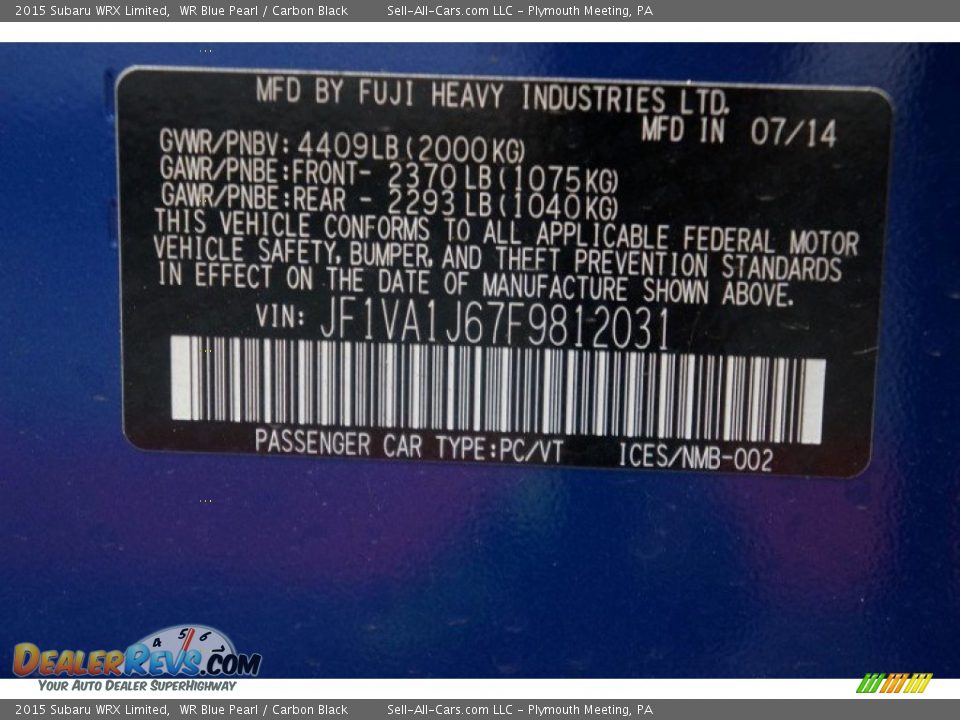 2015 Subaru WRX Limited,  WR Blue Pearl / Carbon Black        Sell-All-Cars.com LLC - Plymouth Meeting, PA
MFD BY FUJI HEAVY INDUSTRIES LTD.
MFD IN 07/14
GVWR/PNBV: 4409LB(2000KG)
GAWR/PNBE:FRONT- 2370LB(1075KG)
GAWR/PNBE:REAR - 2293LB(1040KG)
THIS VEHICLE CONFORMS TO ALL APPLICABLE FEDERAL MOTOR
VEHICLE SAFETY, BUMPER, AND THEFT PREVENTION STANDARDS
IN EFFECT ON THE DATE OF MANUFACTURE SHOWN ABOVE.
VIN: JF1VA1J67F9812031
PASSENGER CAR TYPE:PC/VT ICES/NMB-002
4 5 6
DEALERREVS.COM
YOUR AUTO DEALER SUPERHIGHWAY
2015 Subaru WRX Limited,  WR Blue Pearl / Carbon Black        Sell-All-Cars.com LLC - Plymouth Meeting, PA